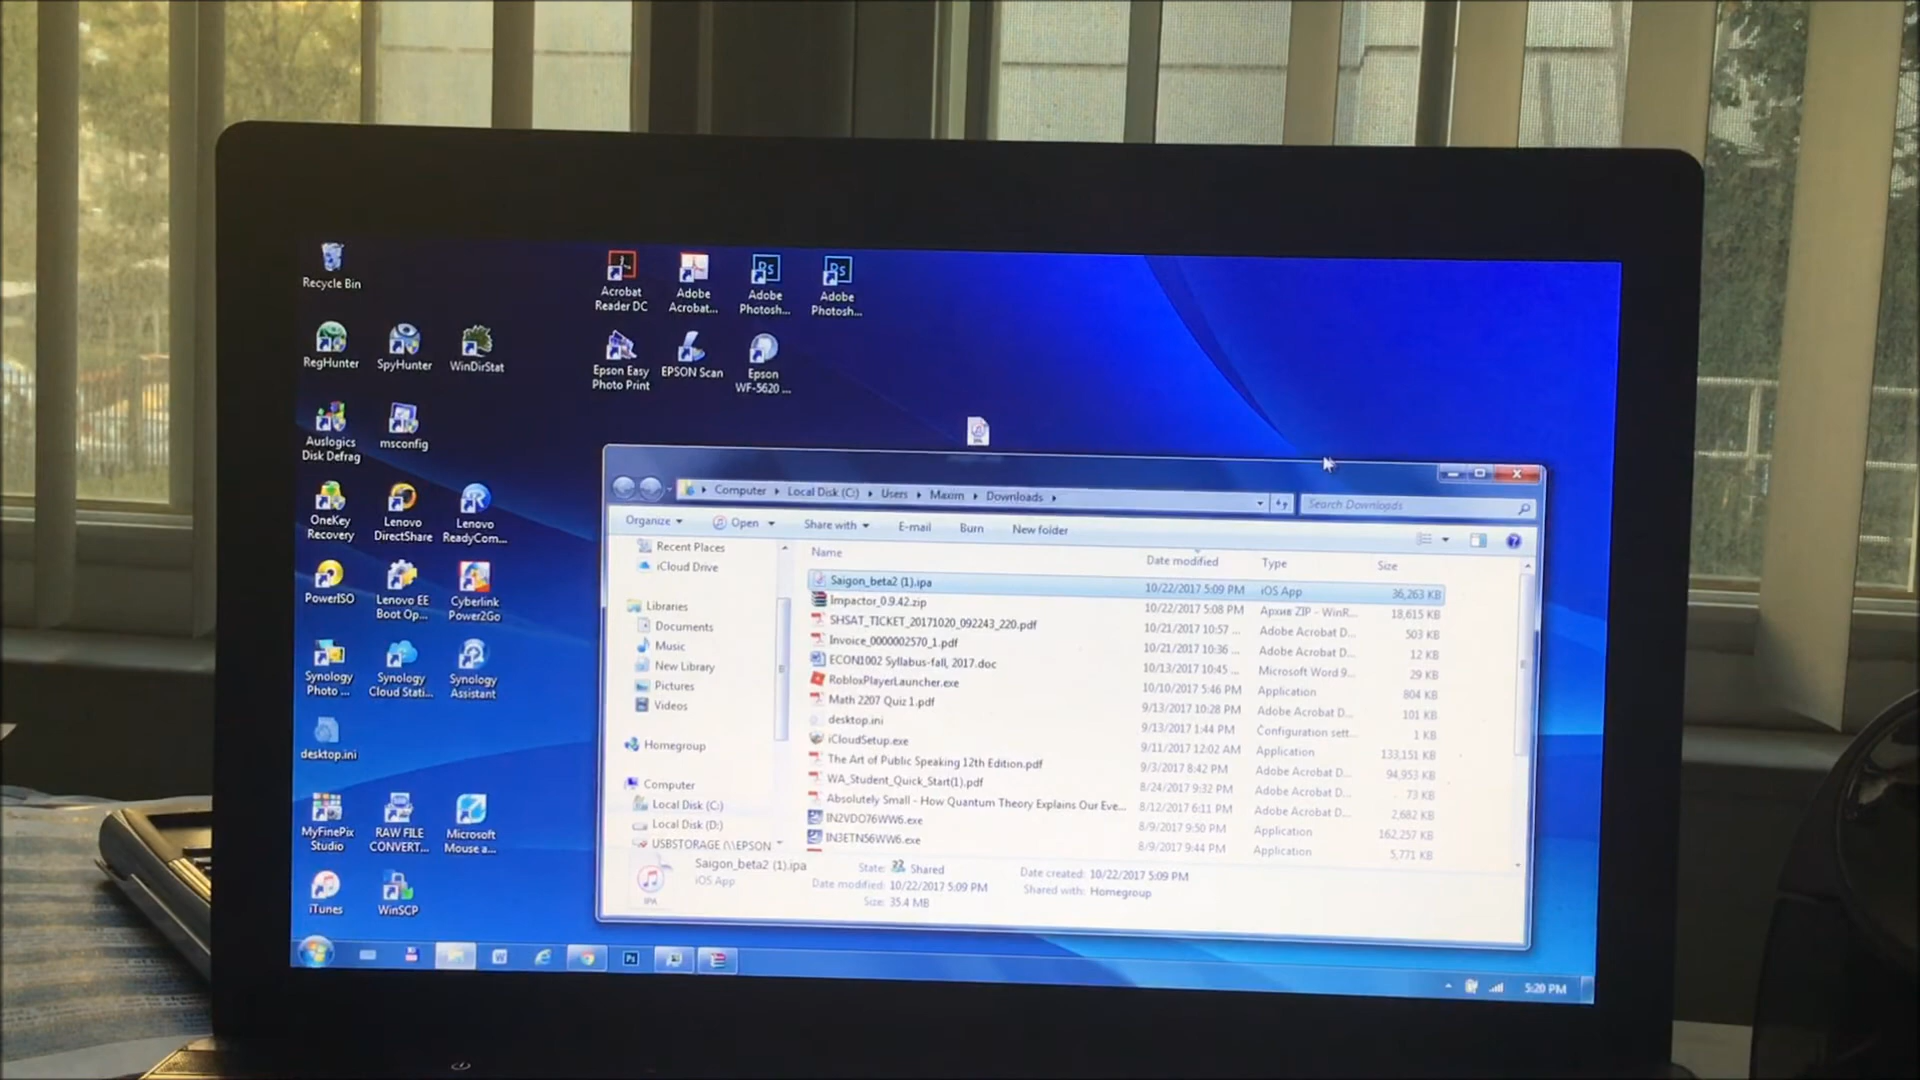 Recycle Bin
Acrobat
Reader DC
Adobe
Acrobat...
Adobe
Photosh...
Adobe
Photosh...
RegHunter
SpyHunter
WinDirStat
Epson Easy
Photo Print
EPSON Scan
Epson
WF-5620 ...
Auslogics
Disk Defrag
msconfig
OneKey
Recovery
Lenovo
DirectShare
Lenovo
ReadyCom...
PowerISO
Lenovo EE
Boot Op...
Cyberlink
Power2Go
Synology
Photo ...
Synology
Cloud Stati...
Synology
Assistant
desktop.ini
MyFinePix
Studio
RAW FILE
CONVERT...
Microsoft
Mouse a...
iTunes
WinSCP
Computer Local Disk (C:) Users Maxim Downloads
Search Downloads
Organize Open Share with E-mail Burn New folder
Recent Places
iCloud Drive
Libraries
Documents
Music
New Library
Pictures
Videos
Homegroup
Computer
Local Disk (C:)
Local Disk (D:)
USBSTORAGE (\\EPSON
Name Date modified Type Size
Saigon_beta2 (1).ipa 10/22/2017 5:09 PM iOS App 36,263 KB
Impactor_0.9.42.zip 10/22/2017 5:08 PM Архив ZIP - WinR... 18,615 KB
SHSAT_TICKET_20171020_092243_220.pdf 10/21/2017 10:57 ... Adobe Acrobat D... 503 KB
Invoice_0000002570_1.pdf 10/21/2017 10:36 ... Adobe Acrobat D... 12 KB
ECON1002 Syllabus-fall, 2017.doc 10/13/2017 10:45 ... Microsoft Word 9... 29 KB
RobloxPlayerLauncher.exe 10/10/2017 5:46 PM Application 804 KB
Math 2207 Quiz 1.pdf 9/13/2017 10:28 PM Adobe Acrobat D... 101 KB
desktop.ini 9/13/2017 1:44 PM Configuration sett... 1 KB
iCloudSetup.exe 9/11/2017 12:02 AM Application 133,151 KB
The Art of Public Speaking 12th Edition.pdf 9/3/2017 8:42 PM Adobe Acrobat D... 94,953 KB
WA_Student_Quick_Start(1).pdf 8/24/2017 9:32 PM Adobe Acrobat D... 73 KB
Absolutely Small - How Quantum Theory Explains Our Eve... 8/12/2017 6:11 PM Adobe Acrobat D... 2,682 KB
IN2VDO76WW6.exe 8/9/2017 9:50 PM Application 162,257 KB
IN3ETN56WW6.exe 8/9/2017 9:44 PM Application 5,771 KB
Saigon_beta2 (1).ipa State: Shared Date created: 10/22/2017 5:09 PM
iOS App Date modified: 10/22/2017 5:09 PM Shared with: Homegroup
Size: 35.4 MB
IPA
5:20 PM